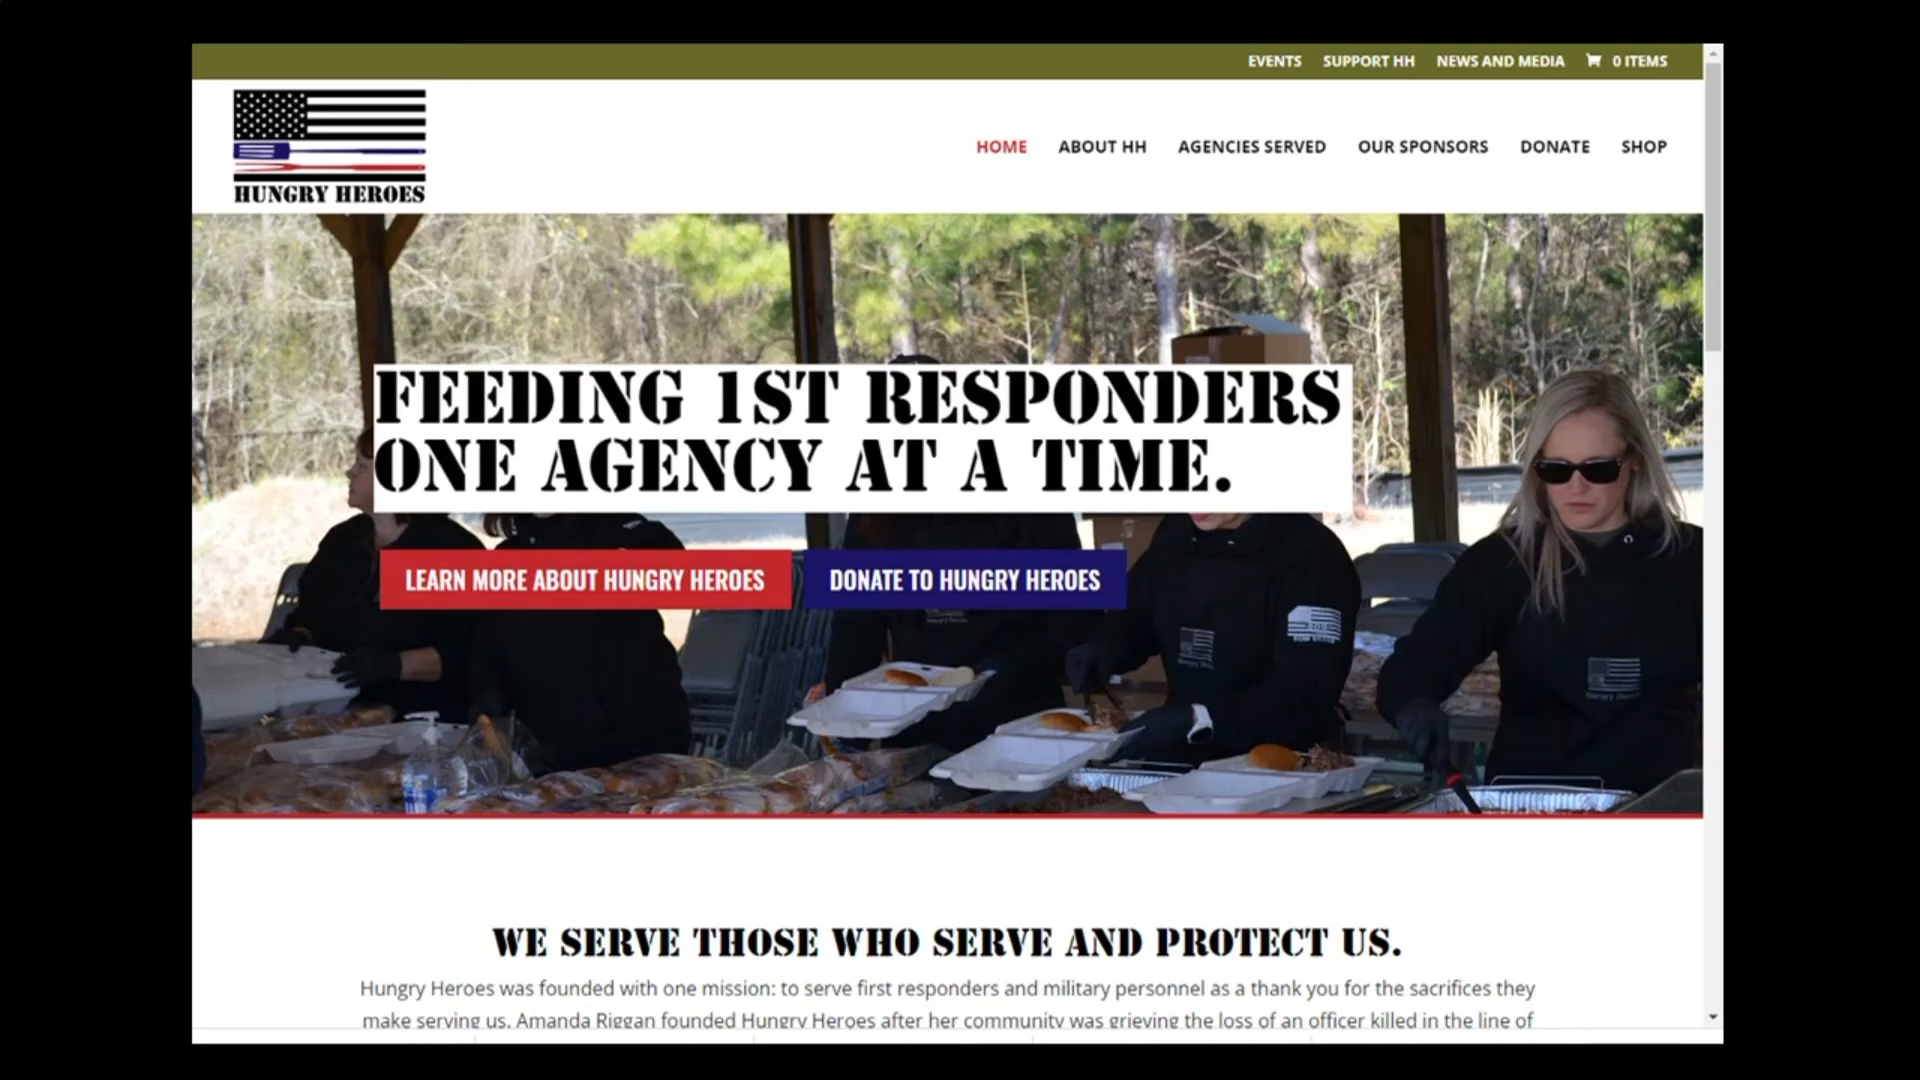 EVENTS SUPPORT HH NEWS AND MEDIA 0 ITEMS
HUNGRY HEROES
HOME ABOUT HH AGENCIES SERVED OUR SPONSORS DONATE SHOP
FEEDING 1ST RESPONDERS
ONE AGENCY AT A TIME.
LEARN MORE ABOUT HUNGRY HEROES DONATE TO HUNGRY HEROES
WE SERVE THOSE WHO SERVE AND PROTECT US.
Hungry Heroes was founded with one mission: to serve first responders and military personnel as a thank you for the sacrifices they
make serving us. Amanda Riggan founded Hungry Heroes after her community was grieving the loss of an officer killed in the line of